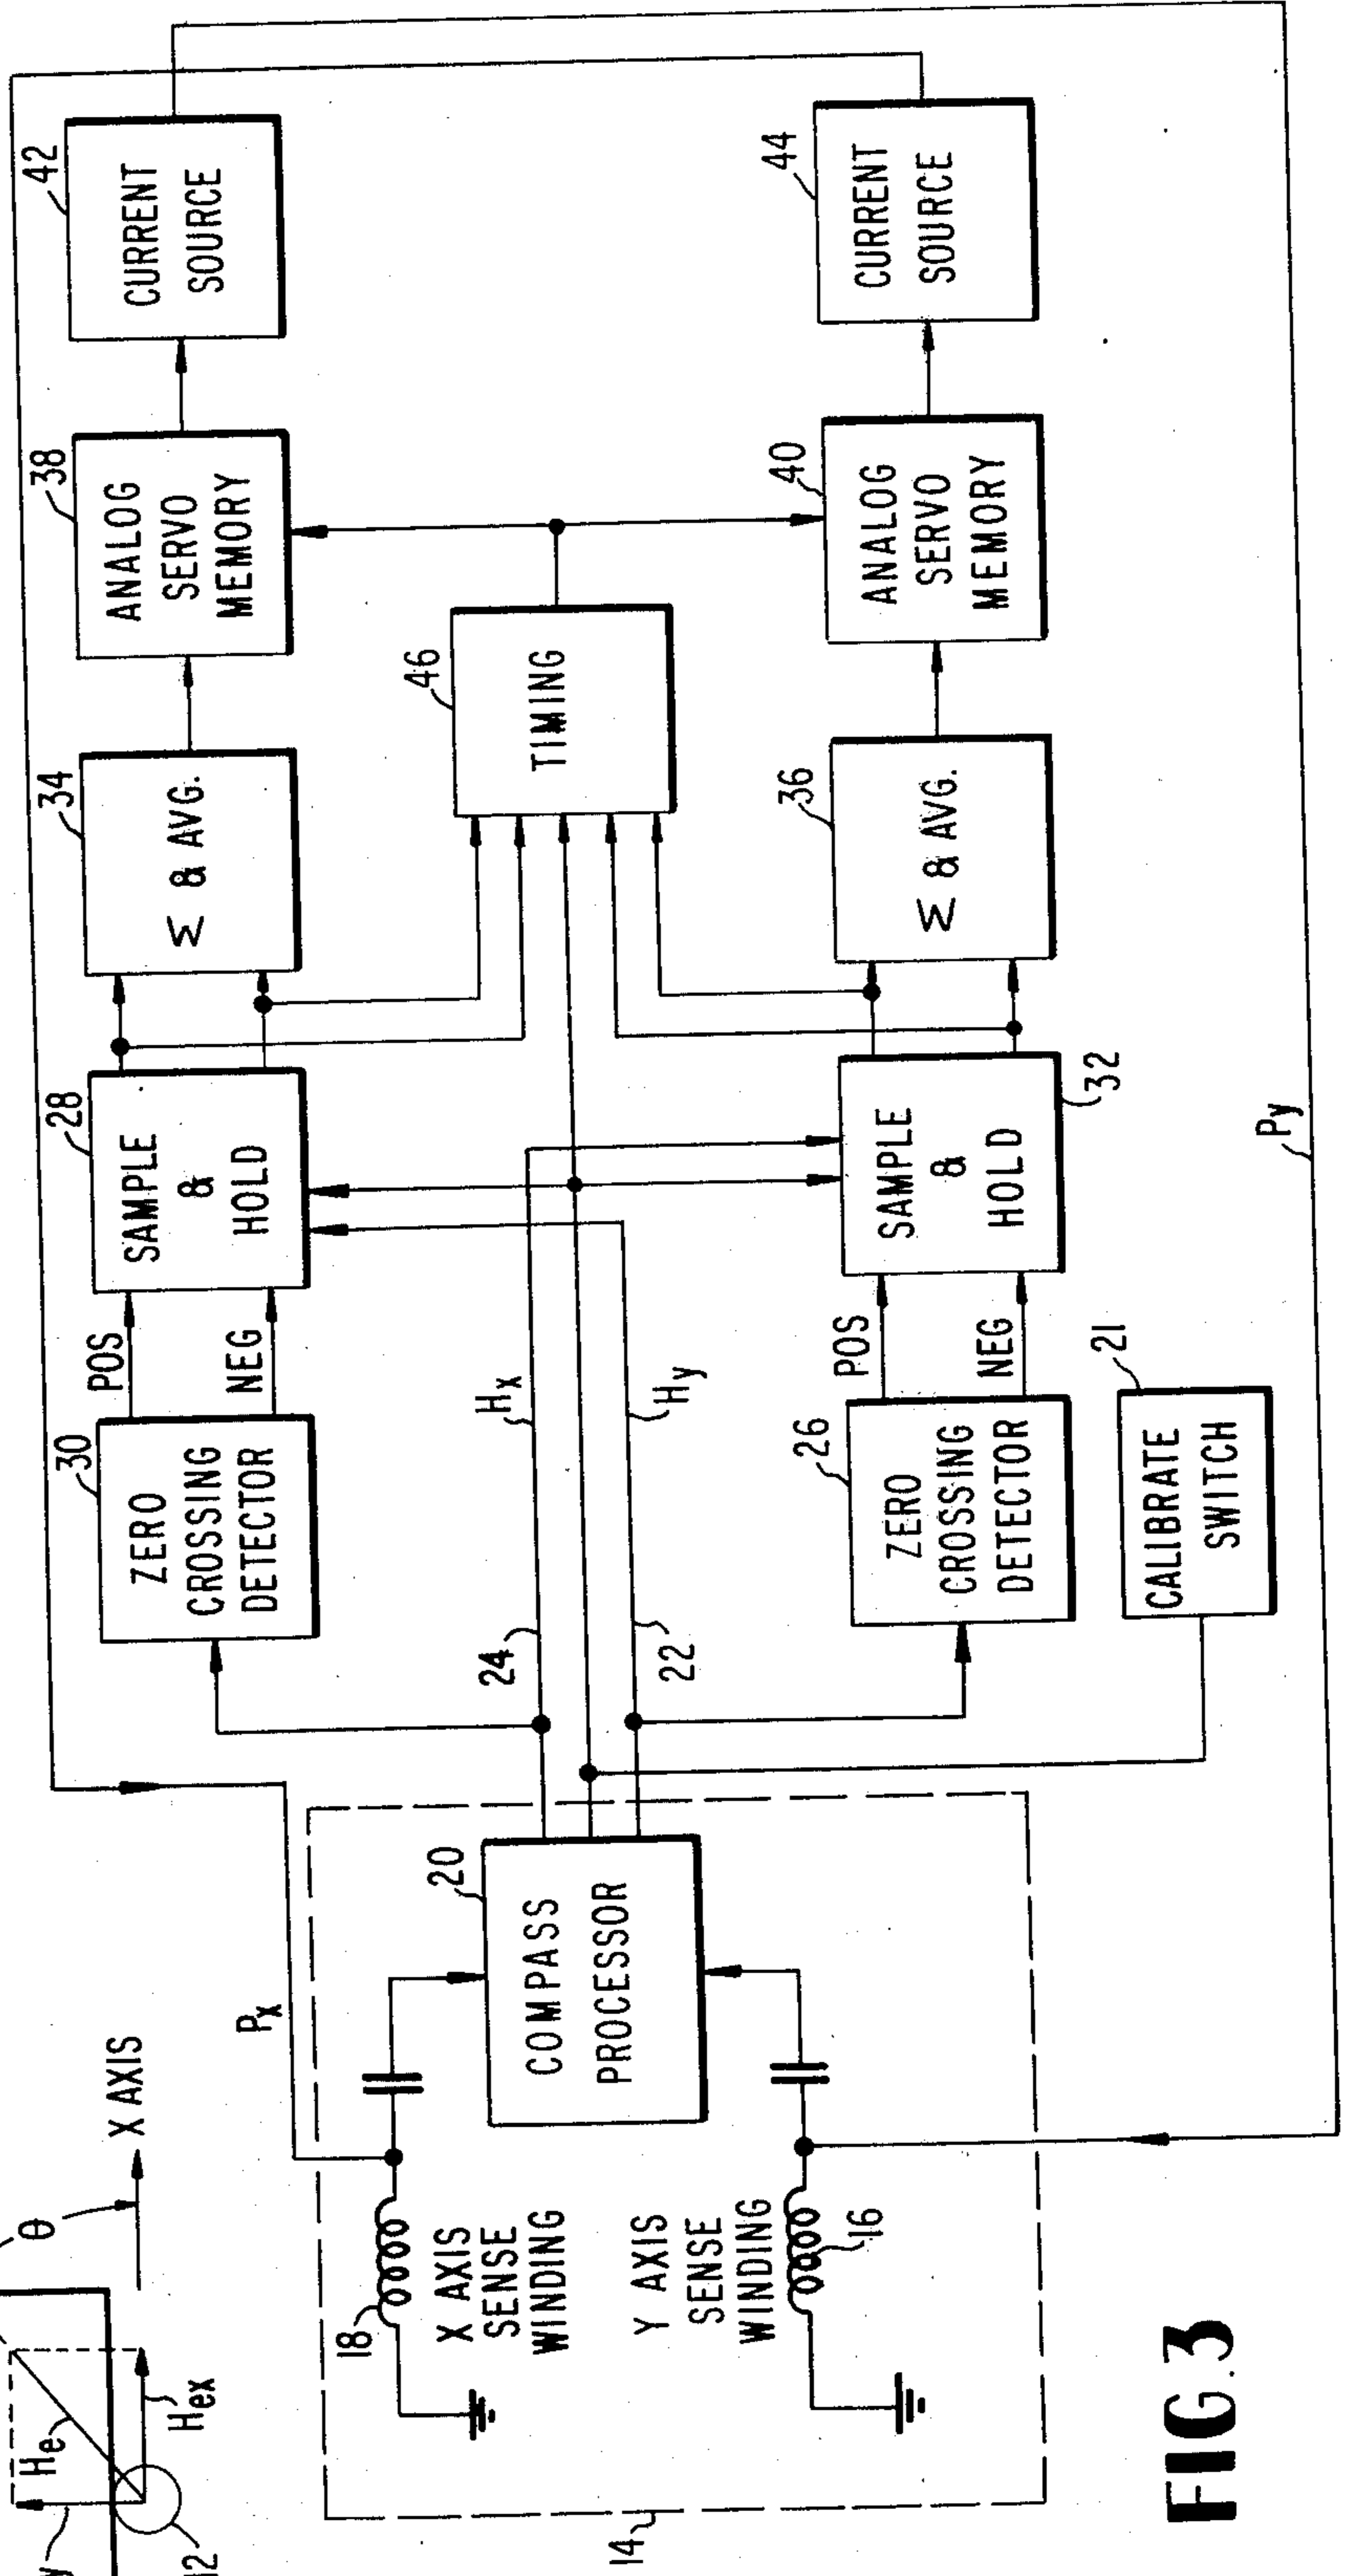 42
CURRENT
SOURCE
44
CURRENT
SOURCE
38
ANALOG
SERVO
MEMORY
40
ANALOG
SERVO
MEMORY
46
TIMING
34
Σ & AVG.
36
Σ & AVG.
28
SAMPLE
&
HOLD
32
SAMPLE
&
HOLD
Py
POS
NEG
POS
NEG
Hx
Hy
30
ZERO
CROSSING
DETECTOR
26
ZERO
CROSSING
DETECTOR
21
CALIBRATE
SWITCH
24
22
20
COMPASS
PROCESSOR
Px
X AXIS
θ
18
X AXIS
SENSE
WINDING
Y AXIS
SENSE
WINDING
16
He
Hex
y
12
14
FIG.3